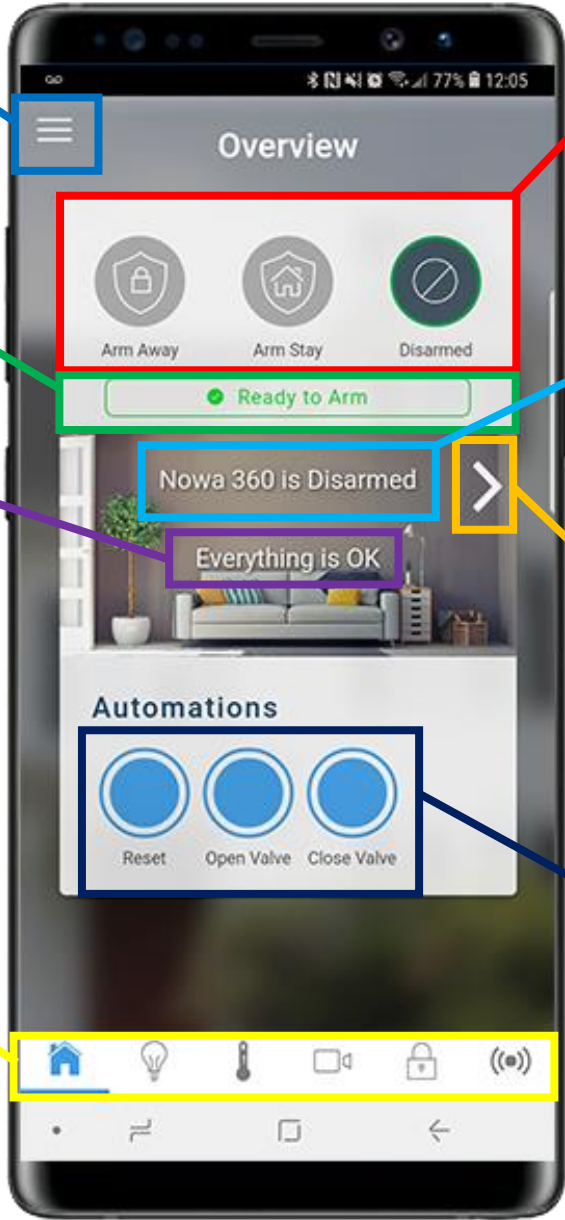 77% 12:05
Overview
Arm Away Arm Stay Disarmed
Ready to Arm
Nowa 360 is Disarmed
Everything is OK
Automations
Reset Open Valve Close Valve